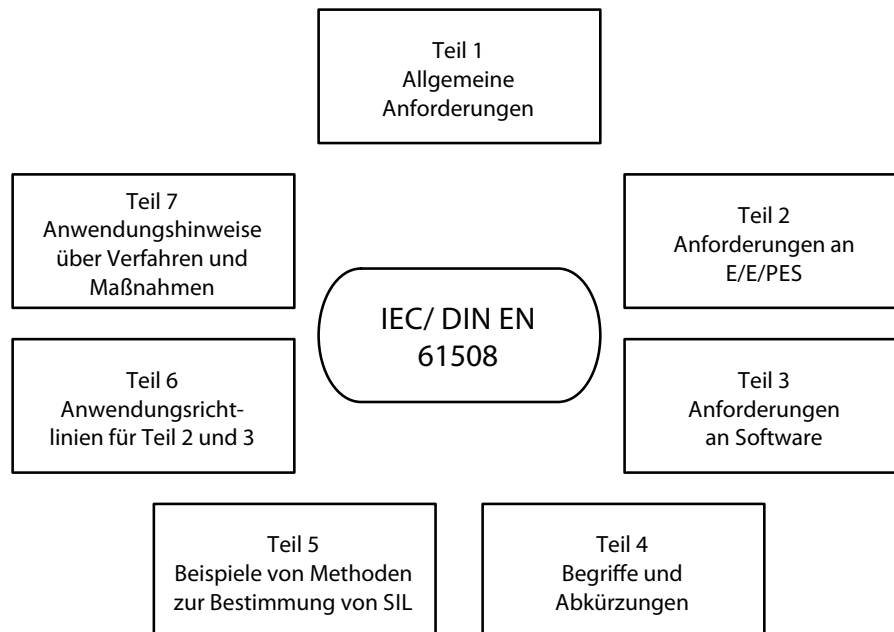 Teil 1
Allgemeine
Anforderungen
Teil 7
Anwendungshinweise
über Verfahren und
Maßnahmen
Teil 2
Anforderungen an
E/E/PES
IEC/ DIN EN
61508
Teil 6
Anwendungsricht-
linien für Teil 2 und 3
Teil 3
Anforderungen
an Software
Teil 5
Beispiele von Methoden
zur Bestimmung von SIL
Teil 4
Begriffe und
Abkürzungen